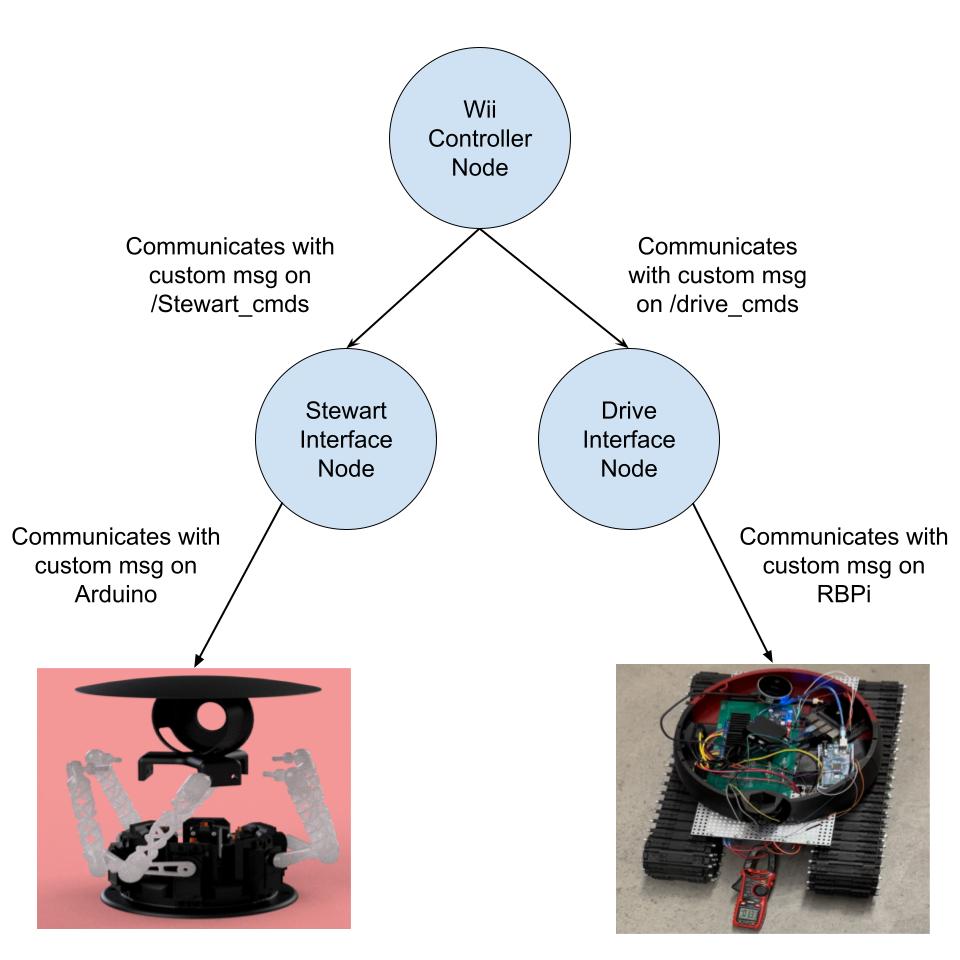 Wii
Controller
Node
Communicates with
custom msg on
/Stewart_cmds
Communicates
with custom msg
on /drive_cmds
Stewart
Interface
Node
Drive
Interface
Node
Communicates with
custom msg on
Arduino
Communicates with
custom msg on
RBPi